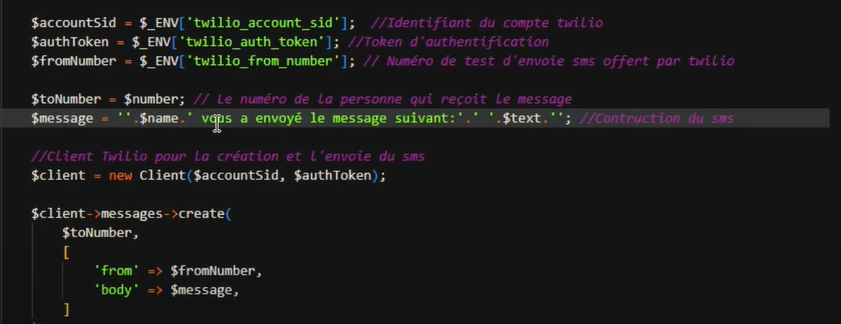 $accountSid = $_ENV['twilio_account_sid'];  //Identifiant du compte twilio
$authToken = $_ENV['twilio_auth_token']; //Token d'authentification
$fromNumber = $_ENV['twilio_from_number']; // Numéro de test d'envoie sms offert par twilio
$toNumber = $number; // Le numéro de la personne qui reçoit le message
$message = ''.$name.' vous a envoyé le message suivant:'.' '.$text.''; //Contruction du sms
//Client Twilio pour la création et l'envoie du sms
$client = new Client($accountSid, $authToken);
$client->messages->create(
$toNumber,
[
'from' => $fromNumber,
'body' => $message,
]